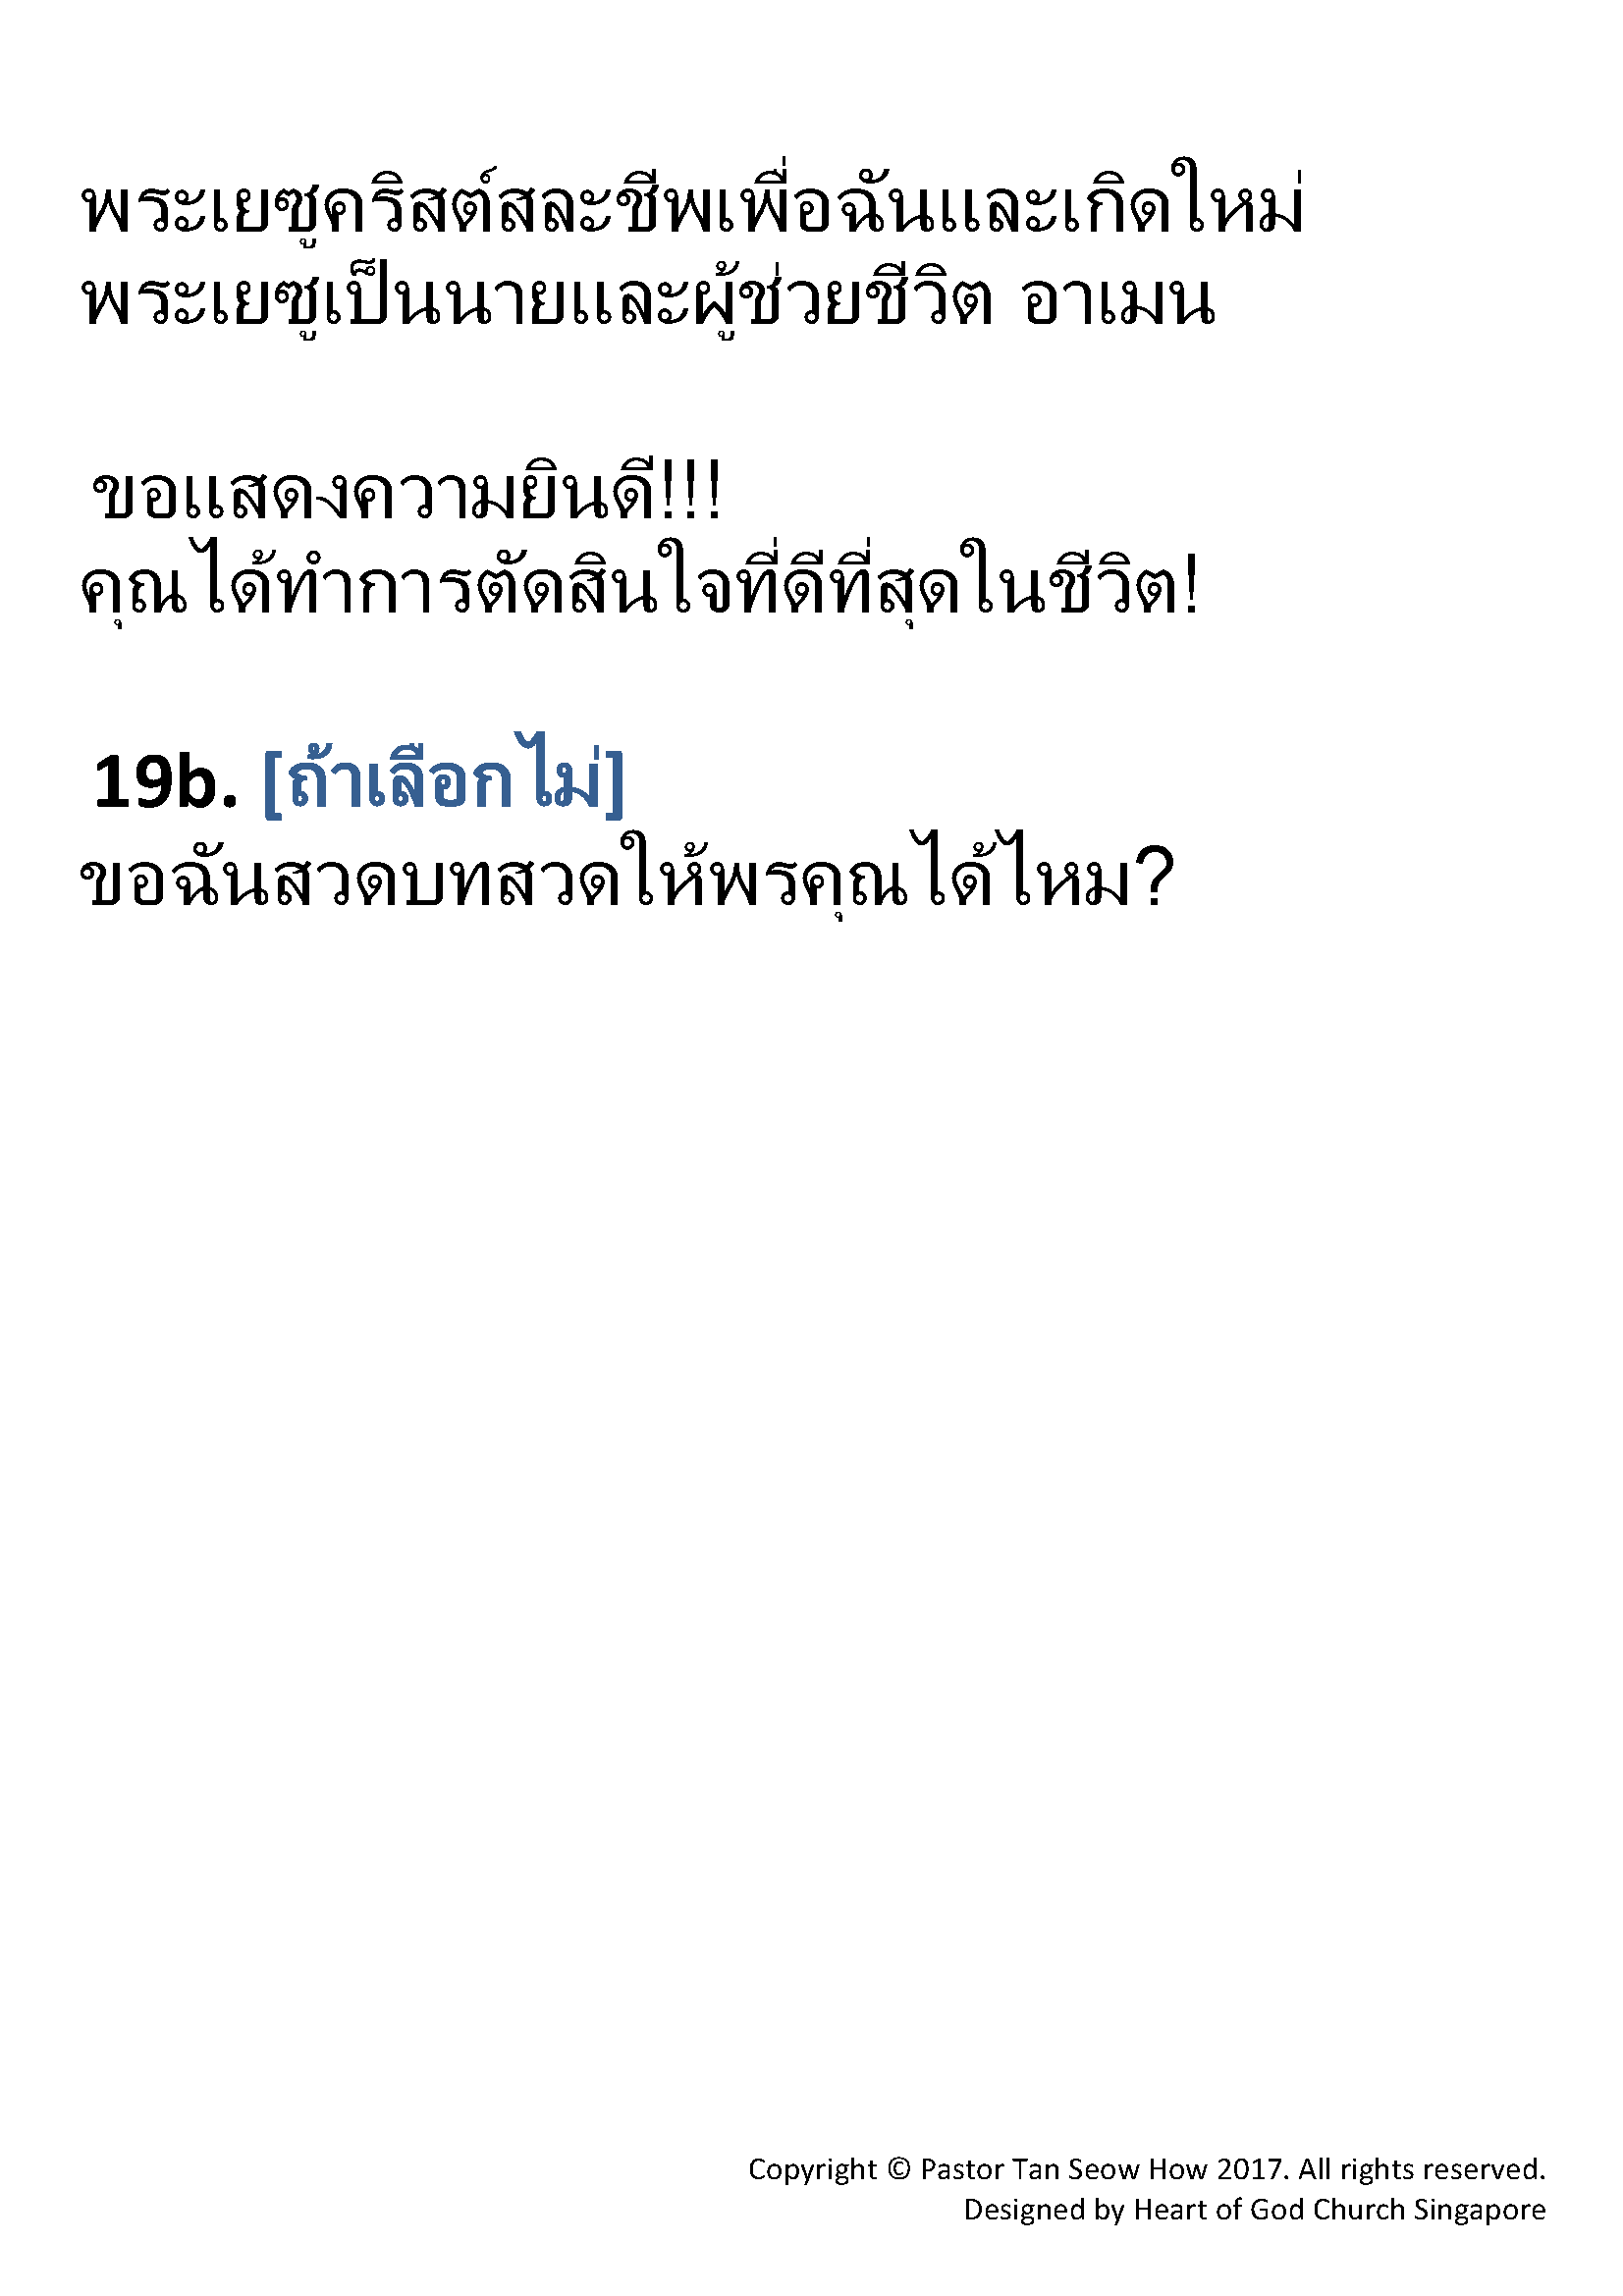 พระเยซูคริสต์สละชีพเพื่อฉันและเกิดใหม่
พระเยซูเป็นนายและผู้ช่วยชีวิต อาเมน
ขอแสดงความยินดี!!!
คุณได้ทำการตัดสินใจที่ดีที่สุดในชีวิต!
19b. [ถ้าเลือกไม่]
ขอฉันสวดบทสวดให้พรคุณได้ไหม?
Copyright © Pastor Tan Seow How 2017. All rights reserved.
Designed by Heart of God Church Singapore